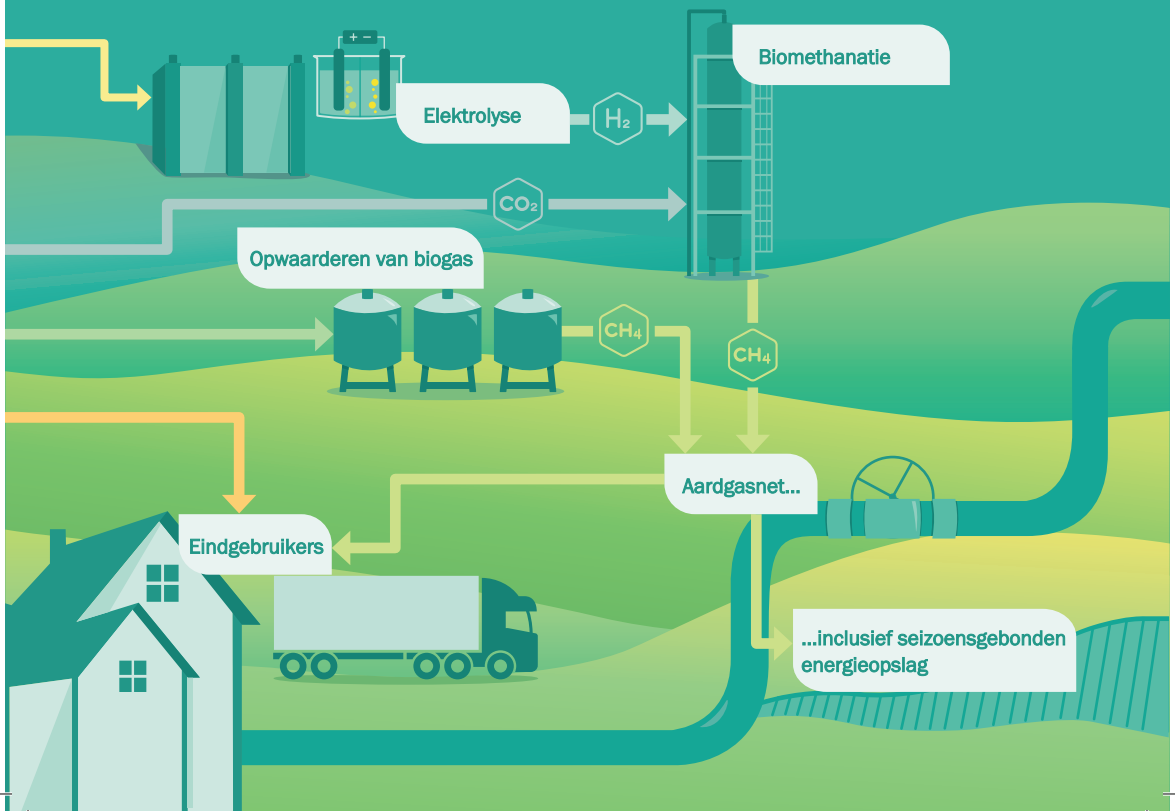 + −
Biomethanatie
Elektrolyse
H₂
CO₂
Opwaarderen van biogas
CH₄
CH₄
Aardgasnet...
Eindgebruikers
...inclusief seizoensgebonden
energieopslag